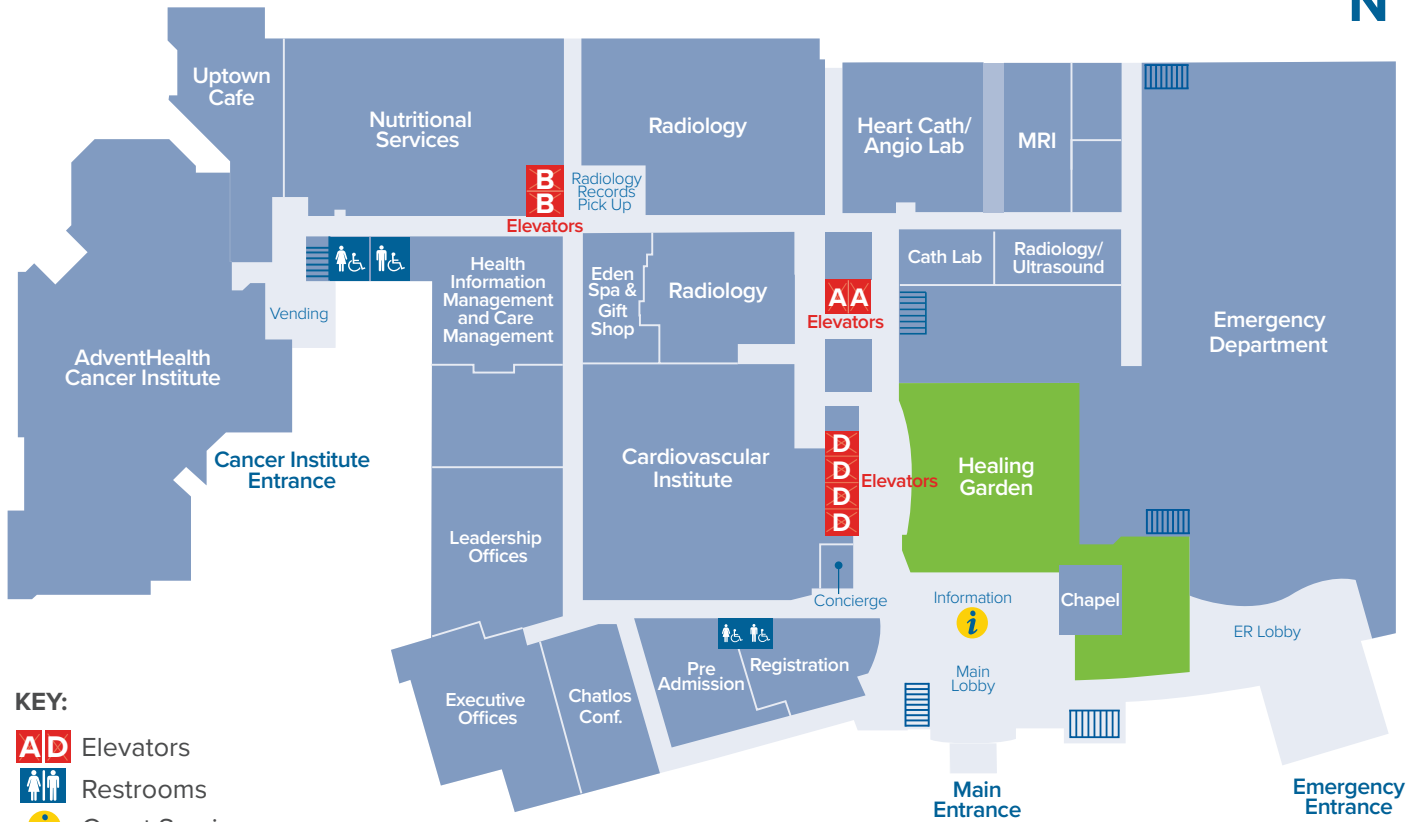 N
Uptown
Cafe
Nutritional
Services
Radiology
Heart Cath/
Angio Lab
MRI
B
B
Radiology
Records
Pick Up
Elevators
Health
Information
Management
and Care
Management
Eden
Spa &
Gift
Shop
Radiology
A A
Elevators
Cath Lab
Radiology/
Ultrasound
Emergency
Department
Vending
AdventHealth
Cancer Institute
Cancer Institute
Entrance
Cardiovascular
Institute
D
D
D
D
Elevators
Healing
Garden
Leadership
Offices
Concierge
Information
i
Chapel
ER Lobby
Main
Lobby
Pre
Admission
Registration
Executive
Offices
Chatlos
Conf.
Main
Entrance
Emergency
Entrance
KEY:
A D Elevators
Restrooms